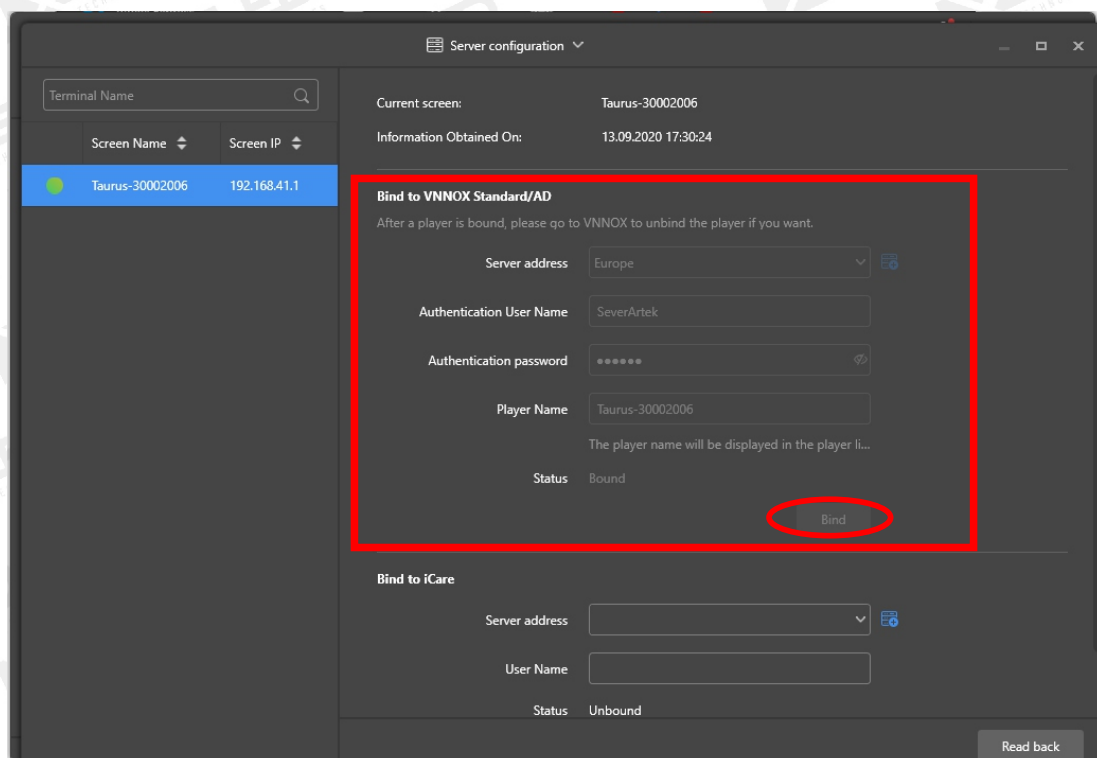 Server configuration
Terminal Name
Screen Name
Screen IP
Taurus-30002006
192.168.41.1
Current screen:
Taurus-30002006
Information Obtained On:
13.09.2020 17:30:24
Bind to VNNOX Standard/AD
After a player is bound, please go to VNNOX to unbind the player if you want.
Server address
Europe
Authentication User Name
SeverArtek
Authentication password
●●●●●●
Player Name
Taurus-30002006
The player name will be displayed in the player li...
Status
Bound
Bind
Bind to iCare
Server address
User Name
Status
Unbound
Read back